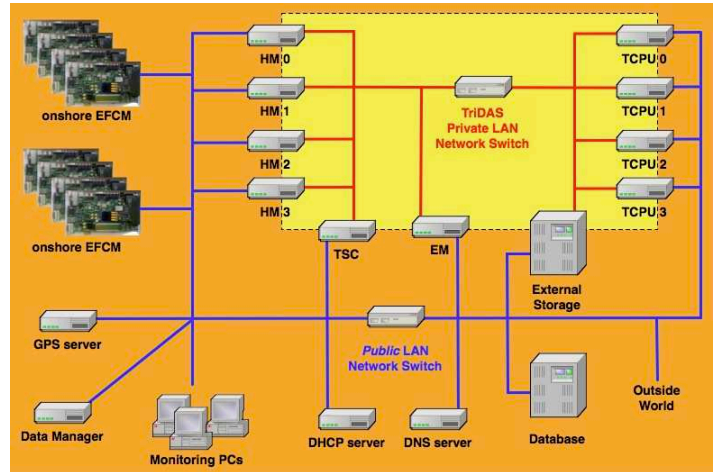 HM 0
TCPU 0
onshore EFCM
HM 1
TriDAS
Private LAN
Network Switch
TCPU 1
HM 2
TCPU 2
HM 3
TCPU 3
onshore EFCM
TSC
EM
External
Storage
GPS server
Public LAN
Network Switch
Outside
World
Data Manager
Monitoring PCs
DHCP server
DNS server
Database